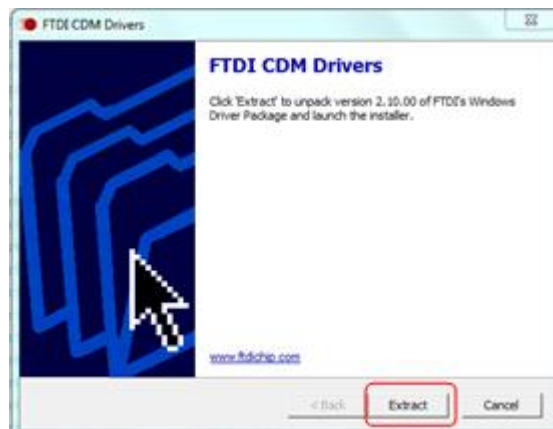 FTDI CDM Drivers
FTDI CDM Drivers
Click 'Extract' to unpack version 2.10.00 of FTDI's Windows
Driver Package and launch the installer.
www.ftdichip.com
< Back Extract Cancel